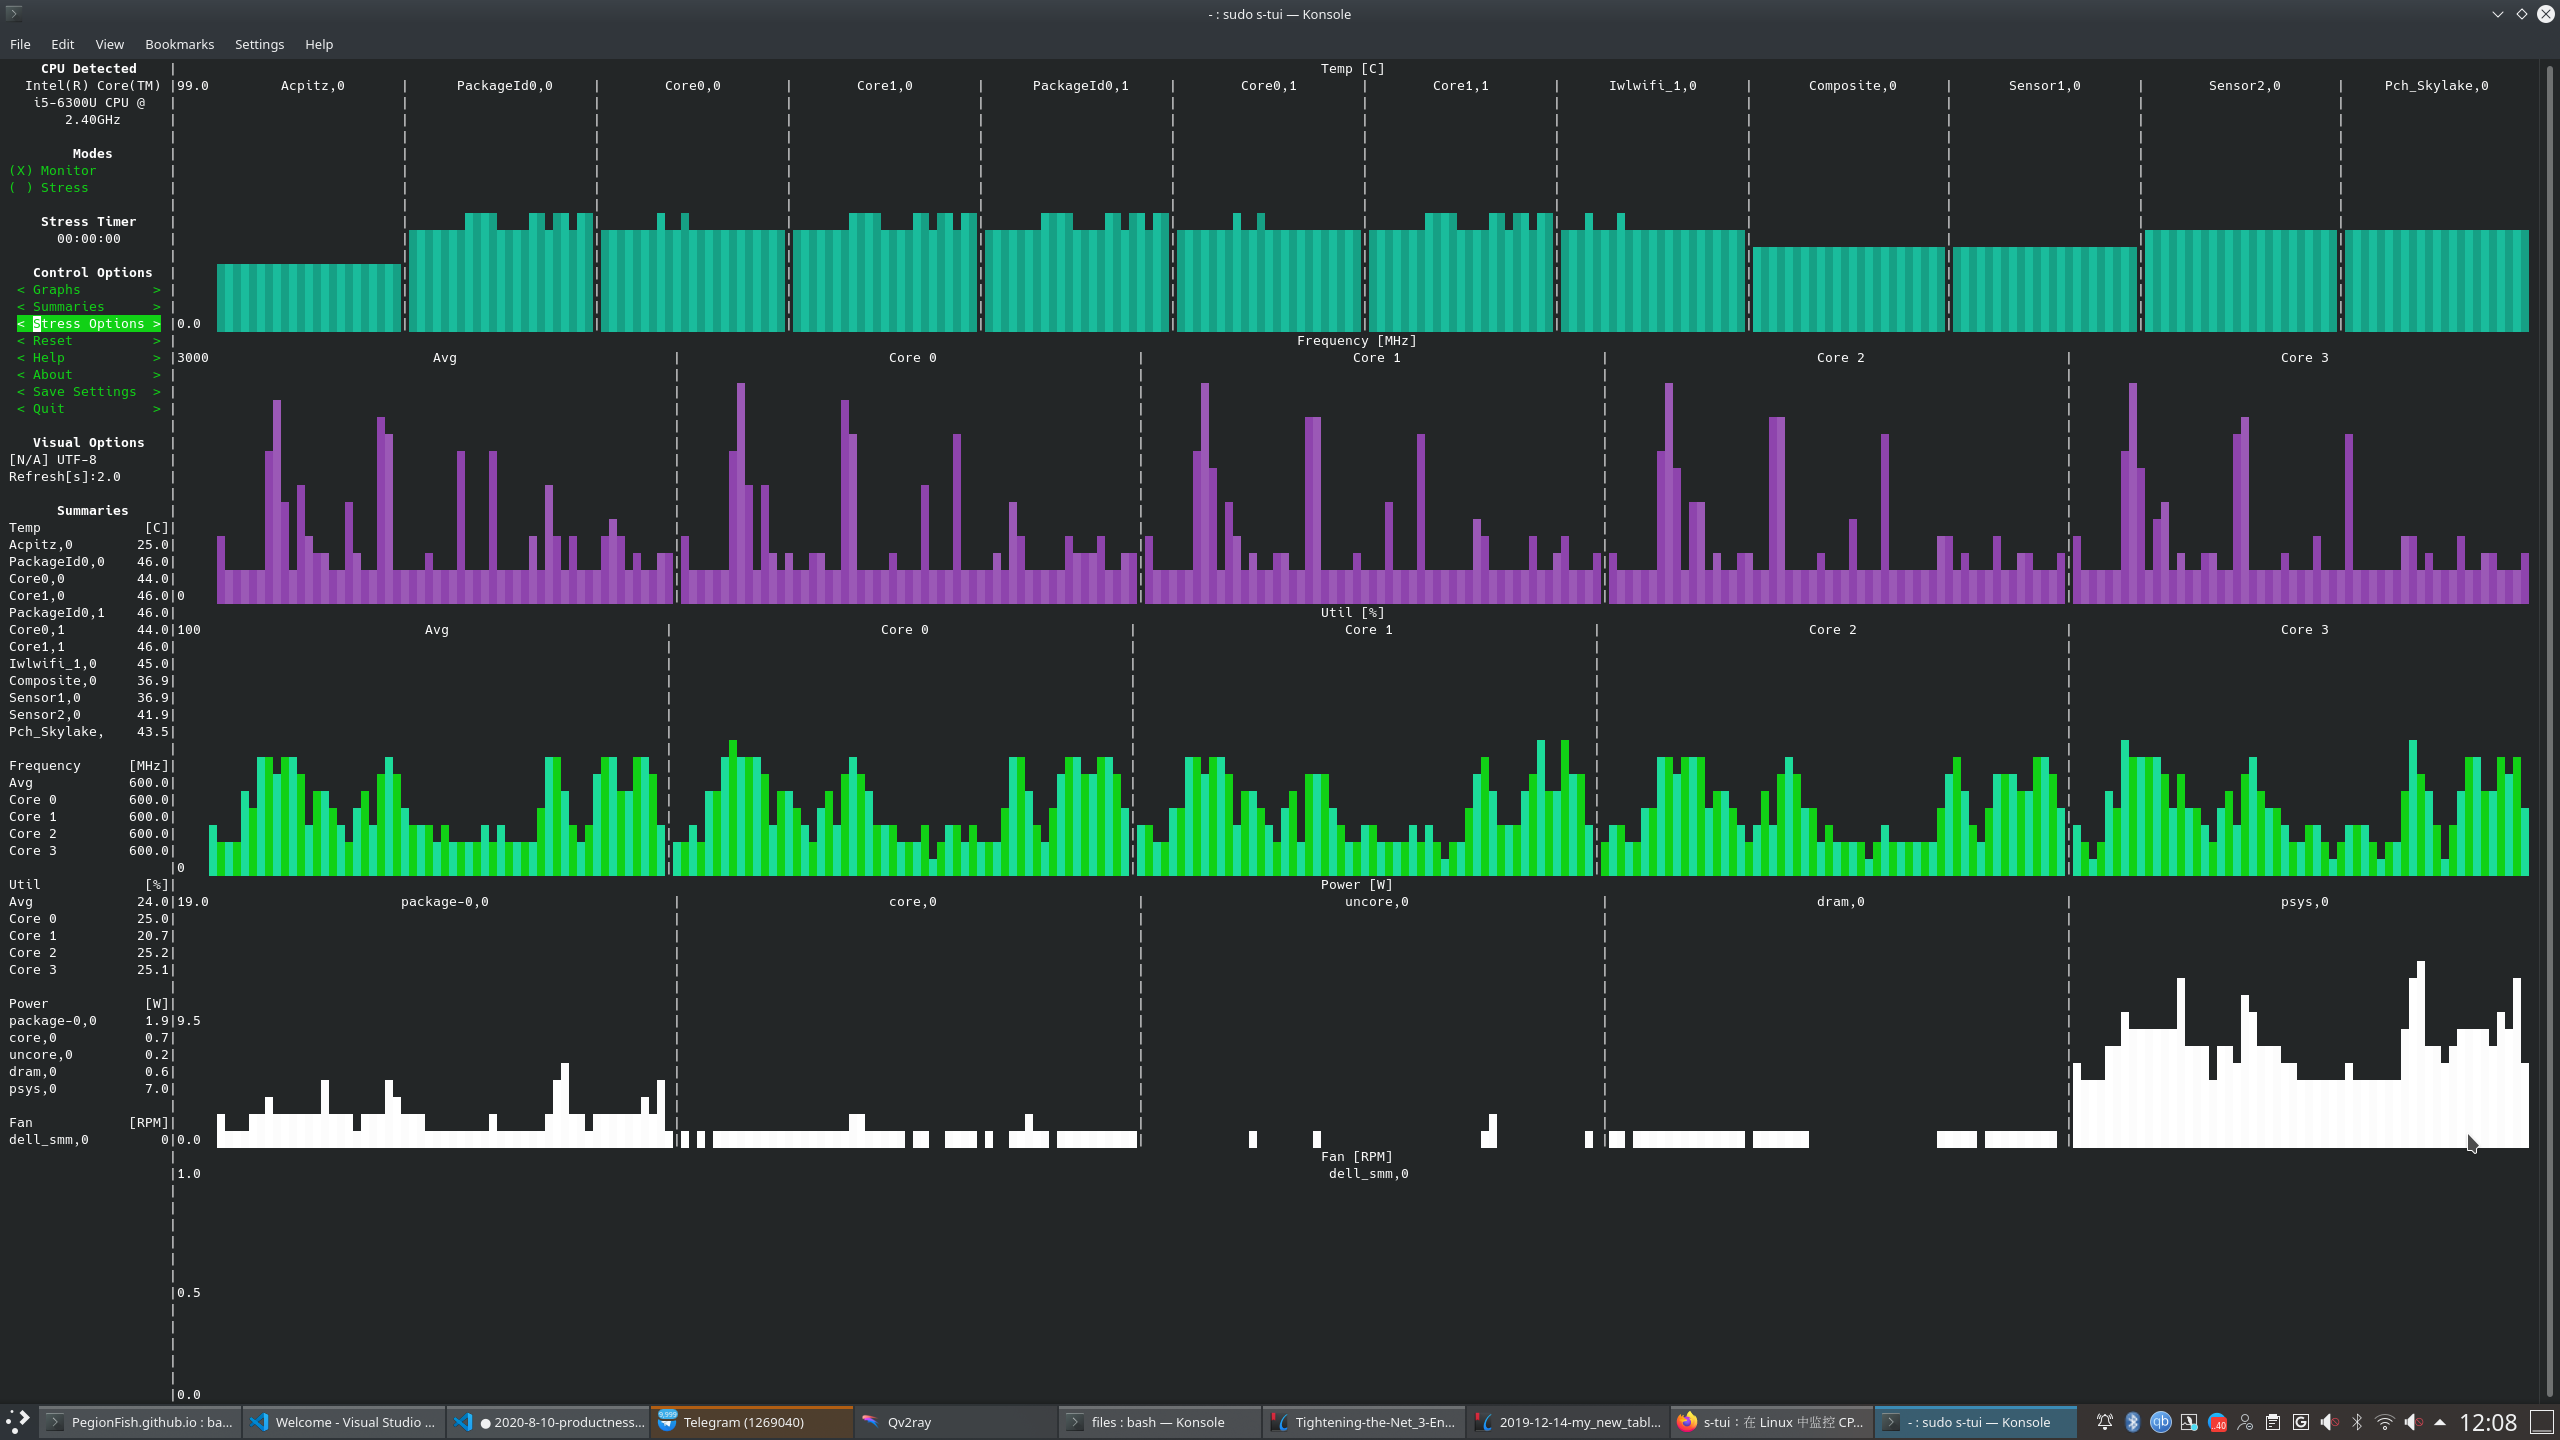 - : sudo s-tui — Konsole
File Edit View Bookmarks Settings Help
CPU Detected
Intel(R) Core(TM)
i5-6300U CPU @
2.40GHz
Modes
(X) Monitor
( ) Stress
Stress Timer
00:00:00
Control Options
< Graphs >
< Summaries >
< Stress Options >
< Reset >
< Help >
< About >
< Save Settings >
< Quit >
Visual Options
[N/A] UTF-8
Refresh[s]:2.0
Summaries
Temp [C]
Acpitz,0 25.0
PackageId0,0 46.0
Core0,0 44.0
Core1,0 46.0
PackageId0,1 46.0
Core0,1 44.0
Core1,1 46.0
Iwlwifi_1,0 45.0
Composite,0 36.9
Sensor1,0 36.9
Sensor2,0 41.9
Pch_Skylake, 43.5
Frequency [MHz]
Avg 600.0
Core 0 600.0
Core 1 600.0
Core 2 600.0
Core 3 600.0
Util [%]
Avg 24.0
Core 0 25.0
Core 1 20.7
Core 2 25.2
Core 3 25.1
Power [W]
package-0,0 1.9
core,0 0.7
uncore,0 0.2
dram,0 0.6
psys,0 7.0
Fan [RPM]
dell_smm,0 0
Temp [C]
99.0 Acpitz,0 PackageId0,0 Core0,0 Core1,0 PackageId0,1 Core0,1 Core1,1 Iwlwifi_1,0 Composite,0 Sensor1,0 Sensor2,0 Pch_Skylake,0
0.0
Frequency [MHz]
3000 Avg Core 0 Core 1 Core 2 Core 3
0
Util [%]
100 Avg Core 0 Core 1 Core 2 Core 3
0
Power [W]
19.0 package-0,0 core,0 uncore,0 dram,0 psys,0
9.5
0.0
Fan [RPM]
1.0 dell_smm,0
0.5
0.0
PegionFish.github.io : ba... Welcome - Visual Studio ... ● 2020-8-10-productness... Telegram (1269040) Qv2ray files : bash — Konsole Tightening-the-Net_3-En... 2019-12-14-my_new_tabl... s-tui：在 Linux 中监控 CP... - : sudo s-tui — Konsole 12:08